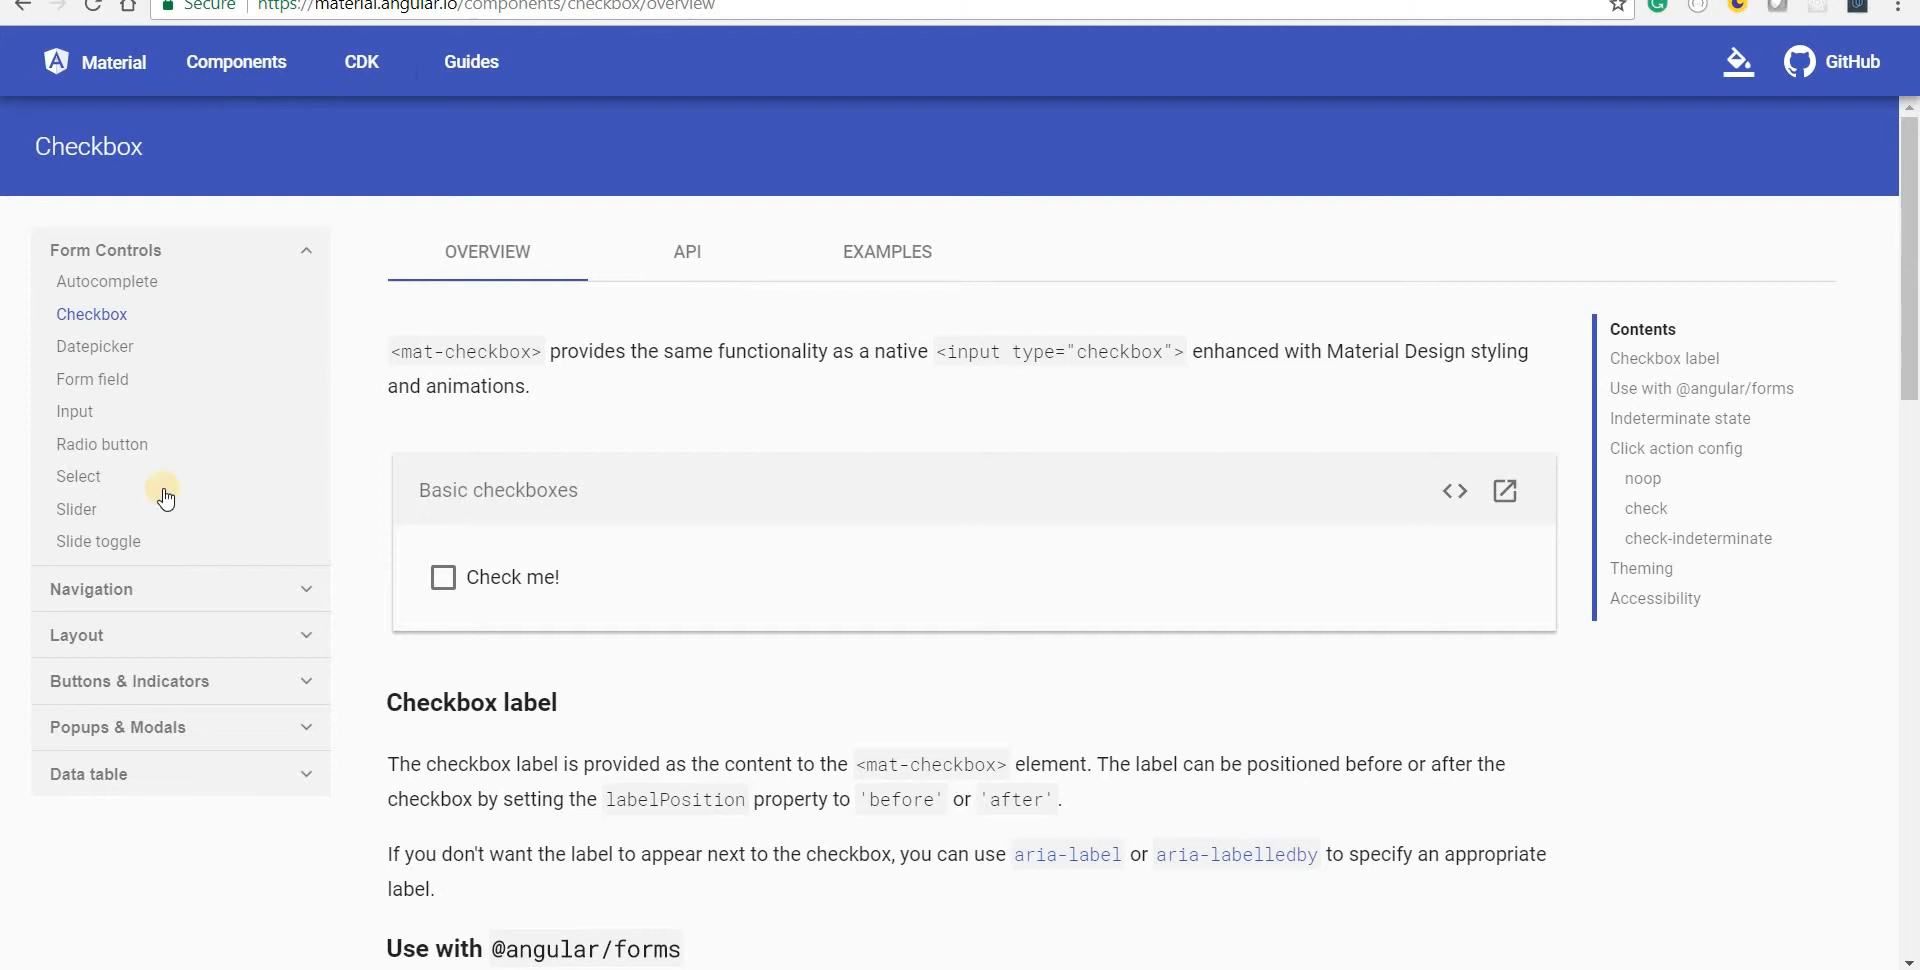 Secure https://material.angular.io/components/checkbox/overview
Material Components CDK Guides GitHub
Checkbox
Form Controls
Autocomplete
Checkbox
Datepicker
Form field
Input
Radio button
Select
Slider
Slide toggle
Navigation
Layout
Buttons & Indicators
Popups & Modals
Data table
OVERVIEW API EXAMPLES
<mat-checkbox> provides the same functionality as a native <input type="checkbox"> enhanced with Material Design styling
and animations.
Basic checkboxes
Check me!
Checkbox label
The checkbox label is provided as the content to the <mat-checkbox> element. The label can be positioned before or after the
checkbox by setting the labelPosition property to 'before' or 'after'.
If you don't want the label to appear next to the checkbox, you can use aria-label or aria-labelledby to specify an appropriate
label.
Use with @angular/forms
Contents
Checkbox label
Use with @angular/forms
Indeterminate state
Click action config
noop
check
check-indeterminate
Theming
Accessibility